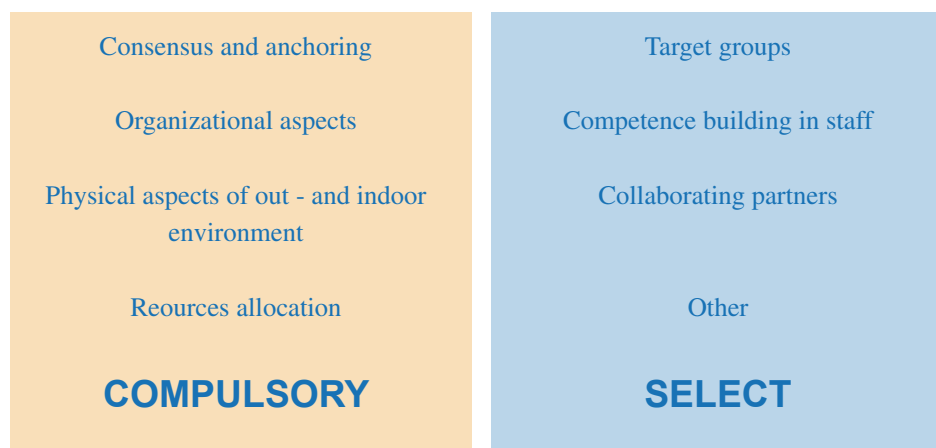 Consensus and anchoring
Organizational aspects
Physical aspects of out - and indoor
environment
Reources allocation
COMPULSORY
Target groups
Competence building in staff
Collaborating partners
Other
SELECT